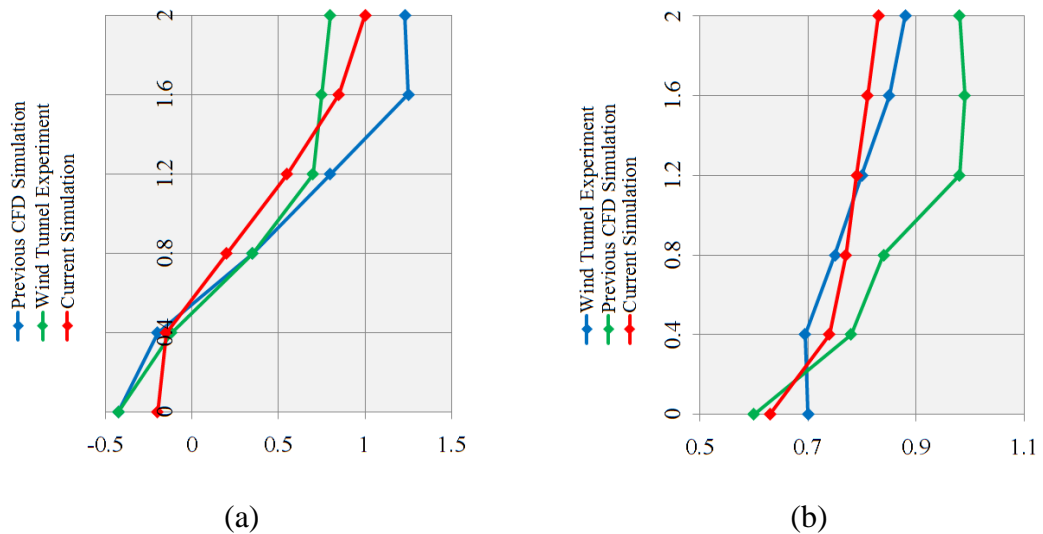 Previous CFD Simulation
Wind Tunnel Experiment
Current Simulation
2
1.6
1.2
0.8
0.4
0
-0.5
0
0.5
1
1.5
(a)
Wind Tunnel Experiment
Previous CFD Simulation
Current Simulation
2
1.6
1.2
0.8
0.4
0
0.5
0.7
0.9
1.1
(b)